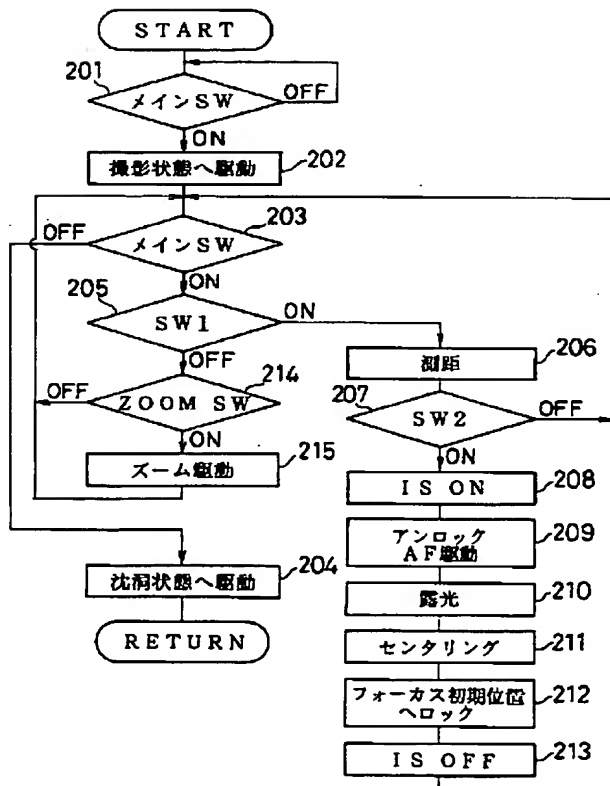 START
201
メインSW
OFF
ON
撮影状態へ駆動
202
203
OFF
メインSW
ON
205
SW1
ON
OFF
206
測距
214
OFF
ZOOM SW
207
SW2
OFF
ON
ON
215
ズーム駆動
IS ON
208
アンロック
AF駆動
209
沈胴状態へ駆動
204
露光
210
RETURN
センタリング
211
フォーカス初期位置
へロック
212
IS OFF
213